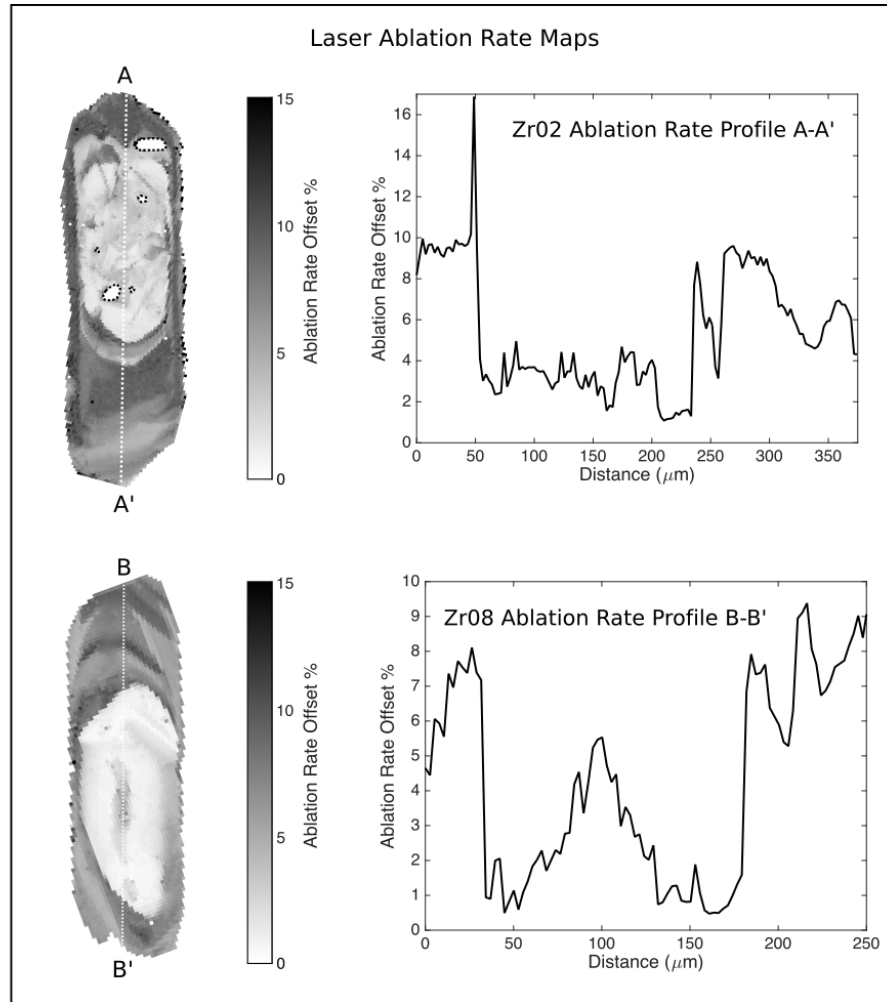 Laser Ablation Rate Maps
A
15
10
5
0
Ablation Rate Offset %
A'
Zr02 Ablation Rate Profile A-A'
16
14
12
10
8
6
4
2
0
Ablation Rate Offset %
0 50 100 150 200 250 300 350
Distance (μm)
B
15
10
5
0
Ablation Rate Offset %
B'
Zr08 Ablation Rate Profile B-B'
10
9
8
7
6
5
4
3
2
1
0
Ablation Rate Offset %
0 50 100 150 200 250
Distance (μm)